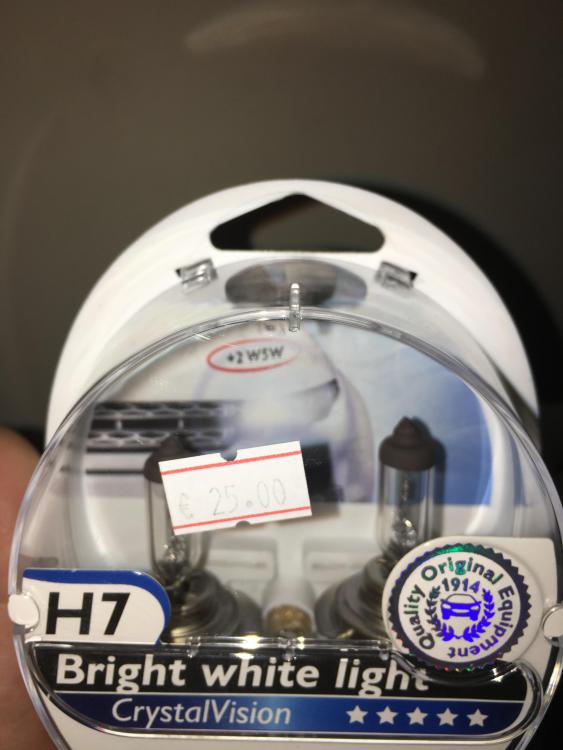 +2 W5W
€ 25.00
H7
Quality Original Equipment
1914
Bright white light
CrystalVision